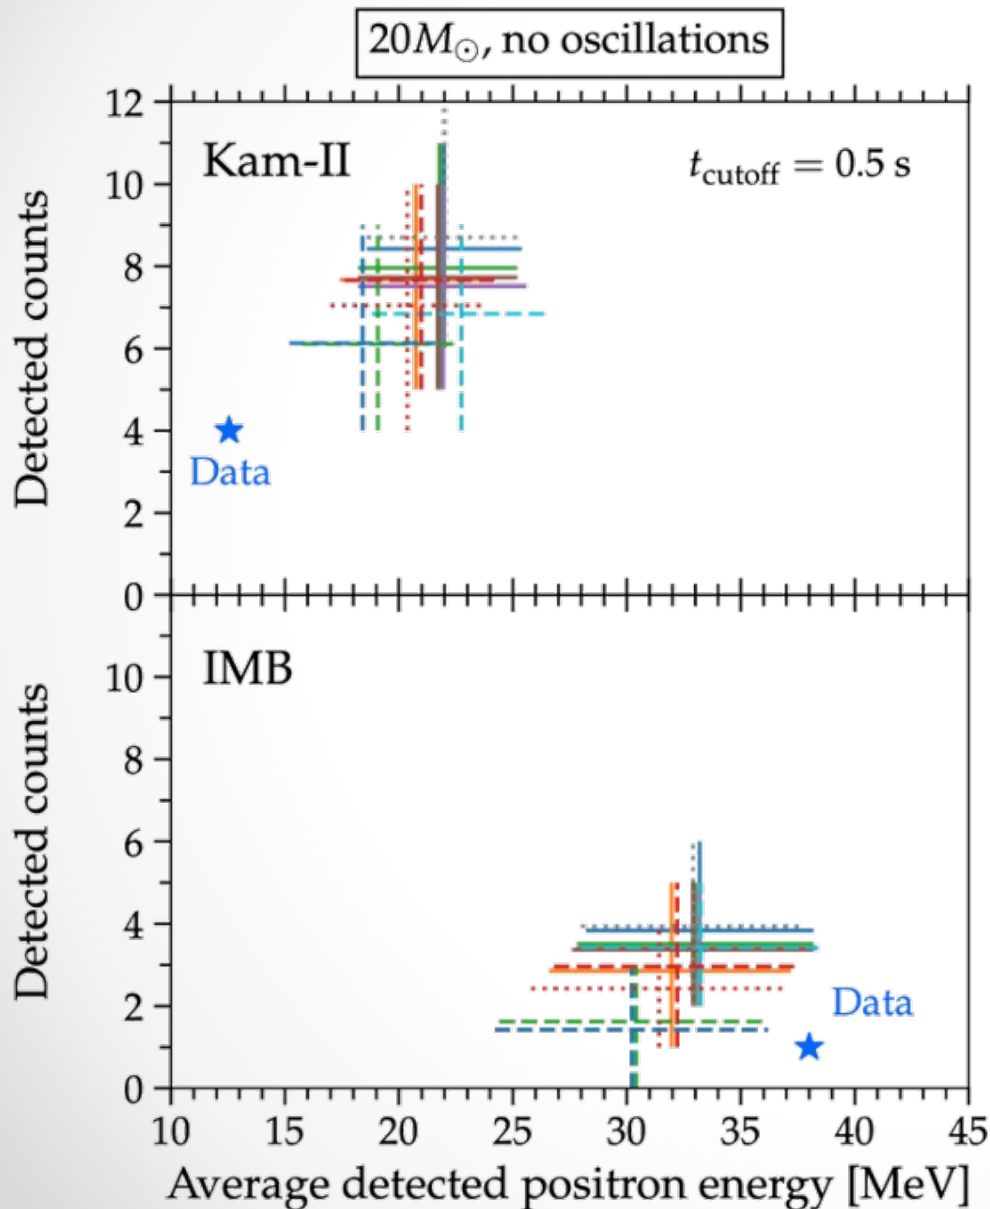 20M☉, no oscillations
12
10
8
6
4
2
0
Detected counts
Kam-II
t_cutoff = 0.5 s
Data
10
8
6
4
2
0
Detected counts
IMB
Data
10 15 20 25 30 35 40 45
Average detected positron energy [MeV]